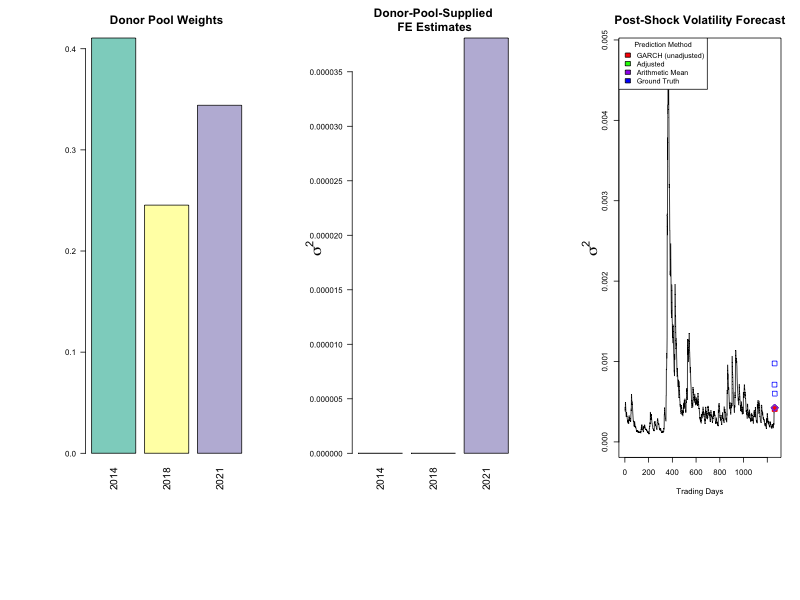 Donor Pool Weights
0.4
0.3
0.2
0.1
0.0
2014
2018
2021
Donor-Pool-Supplied
FE Estimates
σ²
0.000035
0.000030
0.000025
0.000020
0.000015
0.000010
0.000005
0.000000
2014
2018
2021
Post-Shock Volatility Forecast
σ²
0.005
0.004
0.003
0.002
0.001
0.000
Prediction Method
GARCH (unadjusted)
Adjusted
Arithmetic Mean
Ground Truth
0
200
400
600
800
1000
Trading Days